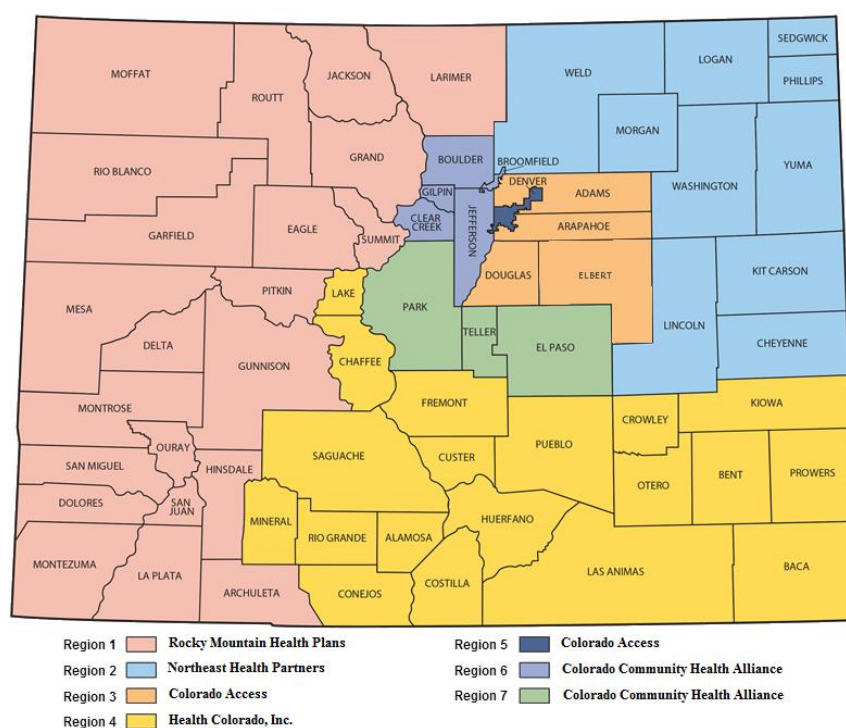 SEDGWICK
MOFFAT
JACKSON
LARIMER
WELD
LOGAN
PHILLIPS
ROUTT
MORGAN
GRAND
BOULDER
BROOMFIELD
YUMA
RIO BLANCO
GILPIN
DENVER
ADAMS
WASHINGTON
GARFIELD
EAGLE
SUMMIT
CLEAR
CREEK
JEFFERSON
ARAPAHOE
MESA
PITKIN
LAKE
PARK
DOUGLAS
ELBERT
KIT CARSON
LINCOLN
DELTA
GUNNISON
CHAFFEE
TELLER
EL PASO
CHEYENNE
MONTROSE
FREMONT
CROWLEY
KIOWA
OURAY
SAN MIGUEL
HINSDALE
SAGUACHE
CUSTER
PUEBLO
OTERO
BENT
PROWERS
DOLORES
SAN
JUAN
MINERAL
RIO GRANDE
ALAMOSA
HUERFANO
MONTEZUMA
LA PLATA
ARCHULETA
CONEJOS
COSTILLA
LAS ANIMAS
BACA
Region 1 Rocky Mountain Health Plans
Region 2 Northeast Health Partners
Region 3 Colorado Access
Region 4 Health Colorado, Inc.
Region 5 Colorado Access
Region 6 Colorado Community Health Alliance
Region 7 Colorado Community Health Alliance